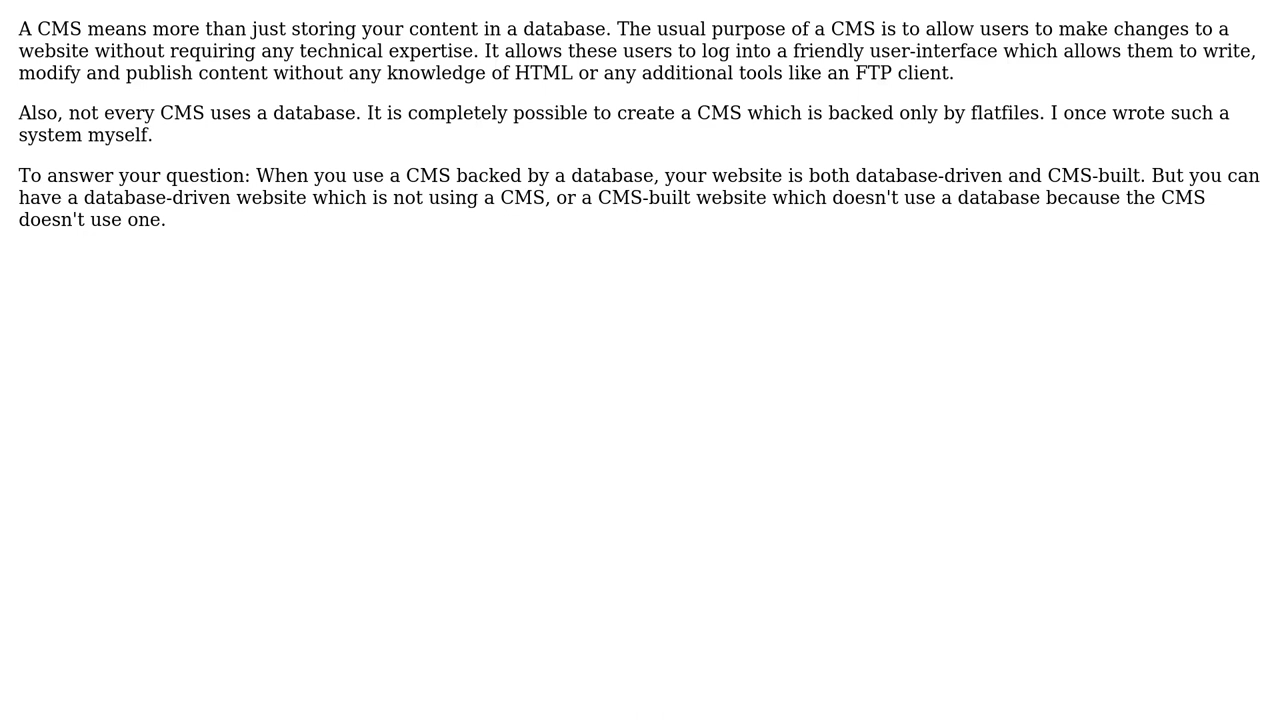 A CMS means more than just storing your content in a database. The usual purpose of a CMS is to allow users to make changes to a
website without requiring any technical expertise. It allows these users to log into a friendly user-interface which allows them to write,
modify and publish content without any knowledge of HTML or any additional tools like an FTP client.
Also, not every CMS uses a database. It is completely possible to create a CMS which is backed only by flatfiles. I once wrote such a
system myself.
To answer your question: When you use a CMS backed by a database, your website is both database-driven and CMS-built. But you can
have a database-driven website which is not using a CMS, or a CMS-built website which doesn't use a database because the CMS
doesn't use one.